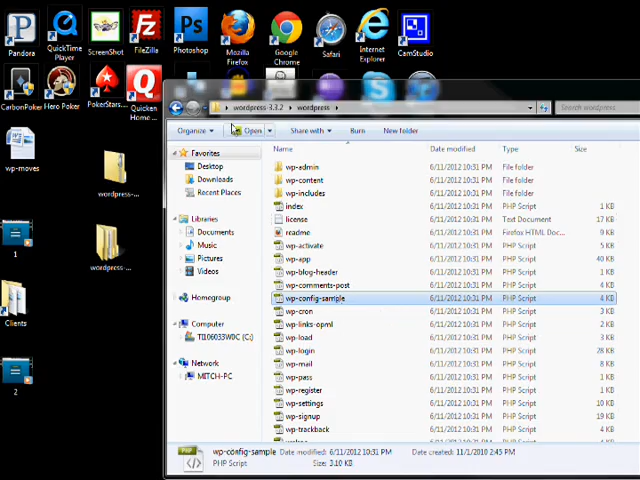 Pandora
QuickTime Player
ScreenShot
FileZilla
Photoshop
Mozilla Firefox
Google Chrome
Safari
Internet Explorer
CamStudio
CarbonPoker
Hero Poker
PokerStars....
Quicken Home ...
wp-moves
wordpress-...
wordpress-...
1
Clients
2
wordpress-3.3.2
wordpress
Search wordpress
Organize
Open
Share with
Burn
New folder
Favorites
Desktop
Downloads
Recent Places
Libraries
Documents
Music
Pictures
Videos
Homegroup
Computer
TI106033W0C (C:)
Network
MITCH-PC
Name Date modified Type Size
wp-admin 6/11/2012 10:31 PM File folder
wp-content 6/11/2012 10:31 PM File folder
wp-includes 6/11/2012 10:31 PM File folder
index 6/11/2012 10:31 PM PHP Script 1 KB
license 6/11/2012 10:31 PM Text Document 17 KB
readme 6/11/2012 10:31 PM Firefox HTML Doc... 9 KB
wp-activate 6/11/2012 10:31 PM PHP Script 5 KB
wp-app 6/11/2012 10:31 PM PHP Script 40 KB
wp-blog-header 6/11/2012 10:31 PM PHP Script 1 KB
wp-comments-post 6/11/2012 10:31 PM PHP Script 4 KB
wp-config-sample 6/11/2012 10:31 PM PHP Script 4 KB
wp-cron 6/11/2012 10:31 PM PHP Script 3 KB
wp-links-opml 6/11/2012 10:31 PM PHP Script 2 KB
wp-load 6/11/2012 10:31 PM PHP Script 3 KB
wp-login 6/11/2012 10:31 PM PHP Script 28 KB
wp-mail 6/11/2012 10:31 PM PHP Script 8 KB
wp-pass 6/11/2012 10:31 PM PHP Script 1 KB
wp-register 6/11/2012 10:31 PM PHP Script 1 KB
wp-settings 6/11/2012 10:31 PM PHP Script 10 KB
wp-signup 6/11/2012 10:31 PM PHP Script 19 KB
wp-trackback 6/11/2012 10:31 PM PHP Script 4 KB
wp-config-sample Date modified: 6/11/2012 10:31 PM Date created: 11/1/2010 2:45 PM
PHP Script Size: 3.10 KB